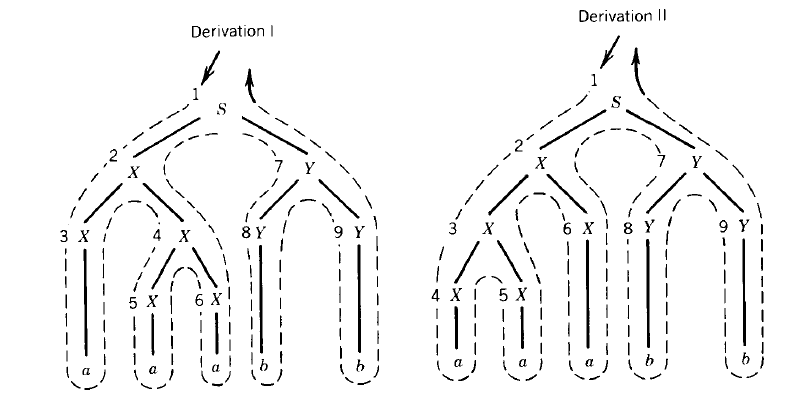 Derivation I
Derivation II
1
S
1
S
2
X
7
Y
2
X
7
Y
3 X
4 X
8 Y
9 Y
3 X
6 X
8 Y
9 Y
5 X
6 X
4 X
5 X
a
a
a
b
b
a
a
a
b
b